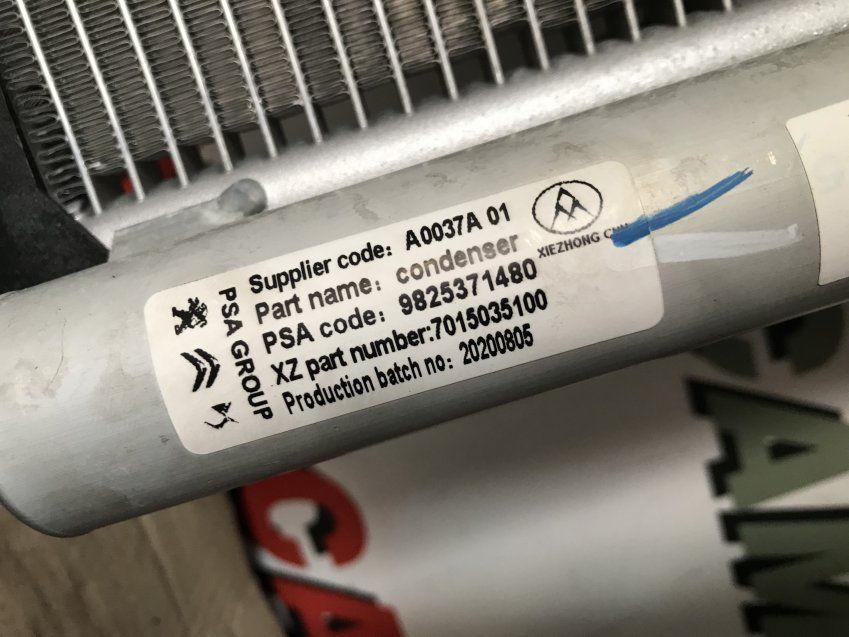 Supplier code: A0037A 01
Part name: condenser
PSA code: 9825371480
XZ part number:7015035100
Production batch no: 20200805
PSA GROUP
XIEZHONG